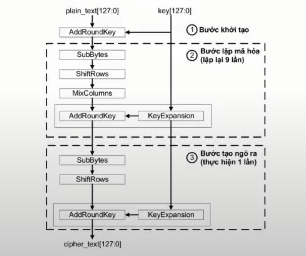 plain_text[127:0] key[127:0]
AddRoundKey
1 Bước khởi tạo
SubBytes
2 Bước lập mã hóa
(lặp lại 9 lần)
ShiftRows
MixColumns
AddRoundKey KeyExpansion
SubBytes
3 Bước tạo ngõ ra
(thực hiện 1 lần)
ShiftRows
AddRoundKey KeyExpansion
cipher_text[127:0]